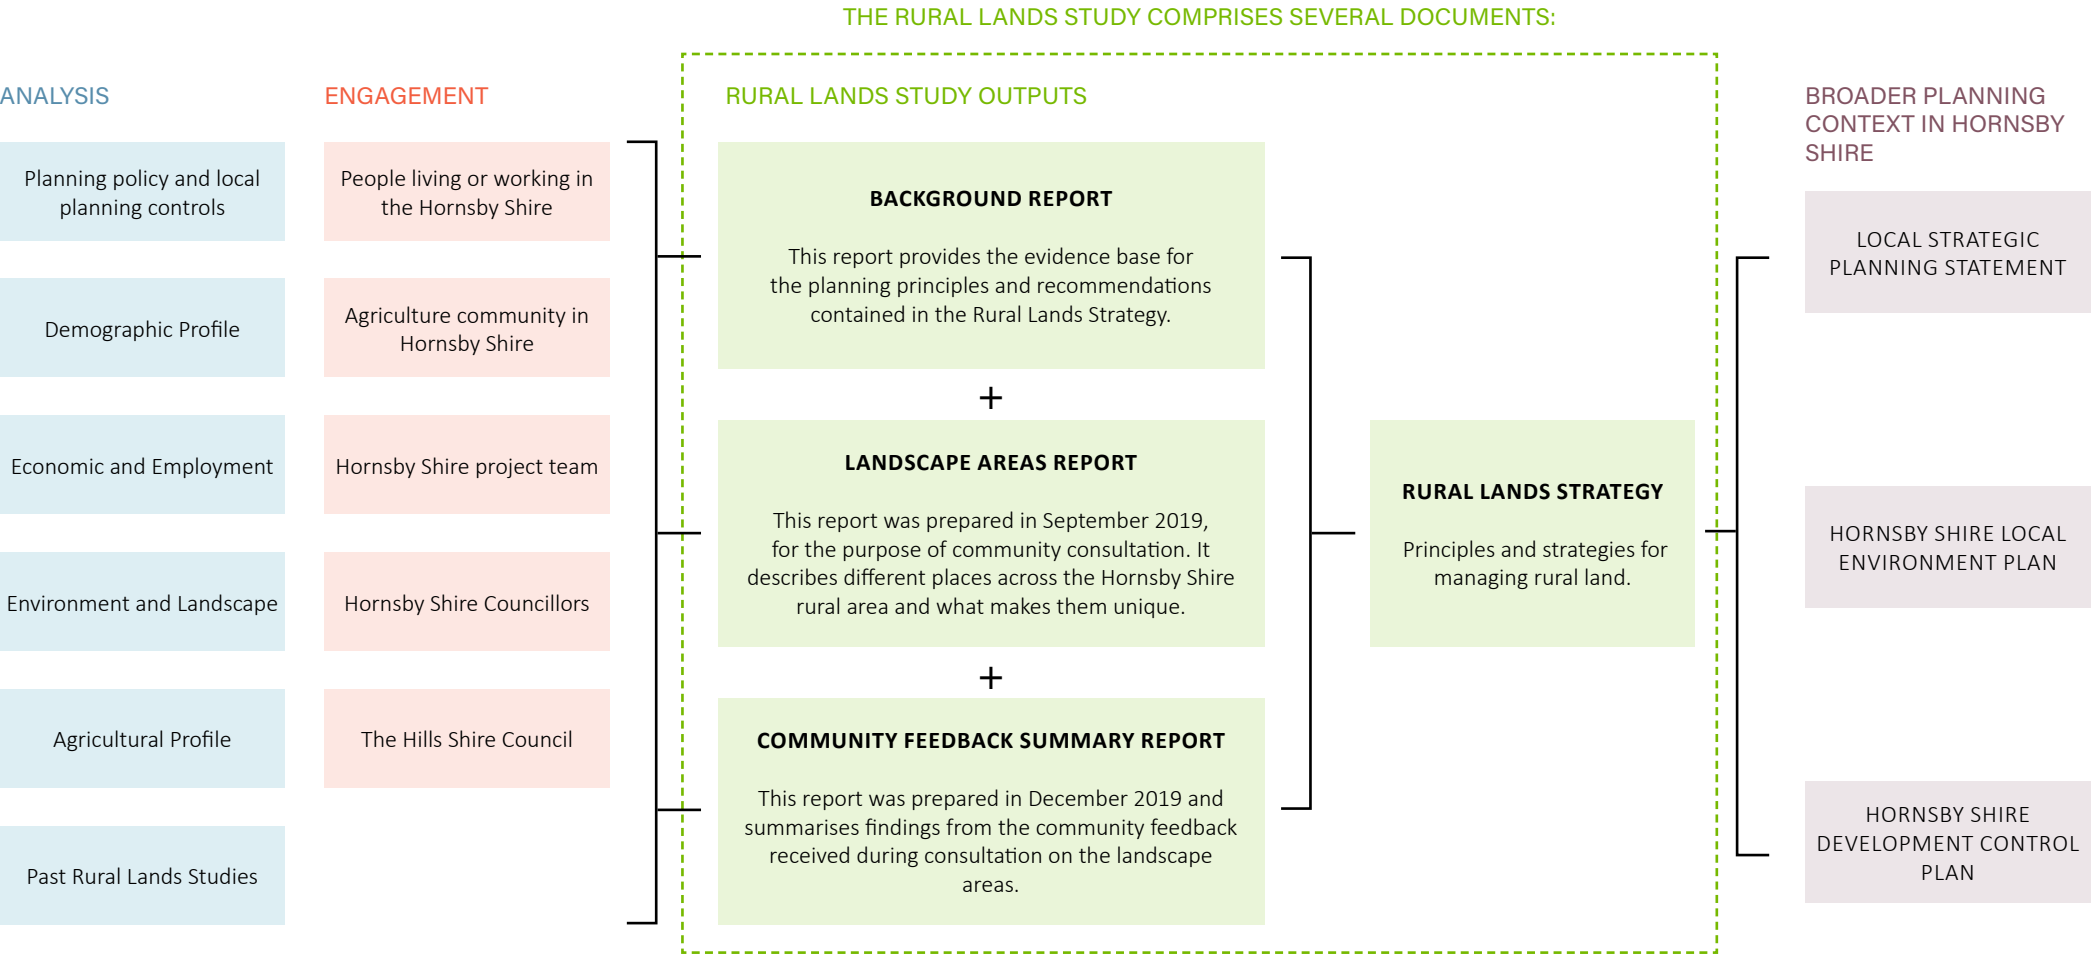 THE RURAL LANDS STUDY COMPRISES SEVERAL DOCUMENTS:
ANALYSIS
Planning policy and local
planning controls
Demographic Profile
Economic and Employment
Environment and Landscape
Agricultural Profile
Past Rural Lands Studies
ENGAGEMENT
People living or working in
the Hornsby Shire
Agriculture community in
Hornsby Shire
Hornsby Shire project team
Hornsby Shire Councillors
The Hills Shire Council
RURAL LANDS STUDY OUTPUTS
BACKGROUND REPORT
This report provides the evidence base for
the planning principles and recommendations
contained in the Rural Lands Strategy.
+
LANDSCAPE AREAS REPORT
This report was prepared in September 2019,
for the purpose of community consultation. It
describes different places across the Hornsby Shire
rural area and what makes them unique.
+
COMMUNITY FEEDBACK SUMMARY REPORT
This report was prepared in December 2019 and
summarises findings from the community feedback
received during consultation on the landscape
areas.
RURAL LANDS STRATEGY
Principles and strategies for
managing rural land.
BROADER PLANNING
CONTEXT IN HORNSBY
SHIRE
LOCAL STRATEGIC
PLANNING STATEMENT
HORNSBY SHIRE LOCAL
ENVIRONMENT PLAN
HORNSBY SHIRE
DEVELOPMENT CONTROL
PLAN